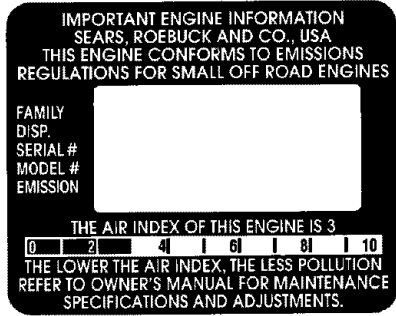 IMPORTANT ENGINE INFORMATION
SEARS, ROEBUCK AND CO., USA
THIS ENGINE CONFORMS TO EMISSIONS
REGULATIONS FOR SMALL OFF ROAD ENGINES
FAMILY
DISP.
SERIAL #
MODEL #
EMISSION
THE AIR INDEX OF THIS ENGINE IS 3
0 2 4 6 8 10
THE LOWER THE AIR INDEX, THE LESS POLLUTION
REFER TO OWNER'S MANUAL FOR MAINTENANCE
SPECIFICATIONS AND ADJUSTMENTS.